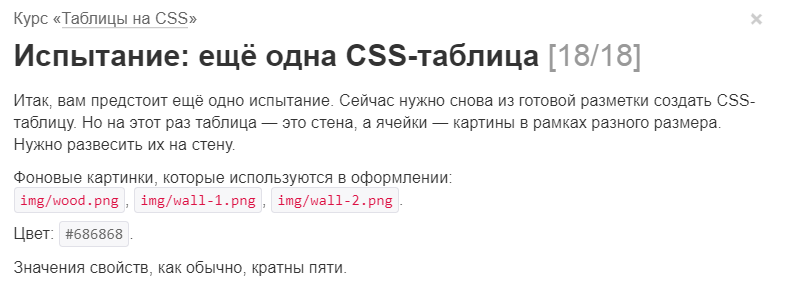 Курс «Таблицы на CSS»
Испытание: ещё одна CSS-таблица [18/18]
Итак, вам предстоит ещё одно испытание. Сейчас нужно снова из готовой разметки создать CSS-
таблицу. Но на этот раз таблица — это стена, а ячейки — картины в рамках разного размера.
Нужно развесить их на стену.
Фоновые картинки, которые используются в оформлении:
img/wood.png, img/wall-1.png, img/wall-2.png.
Цвет: #686868.
Значения свойств, как обычно, кратны пяти.